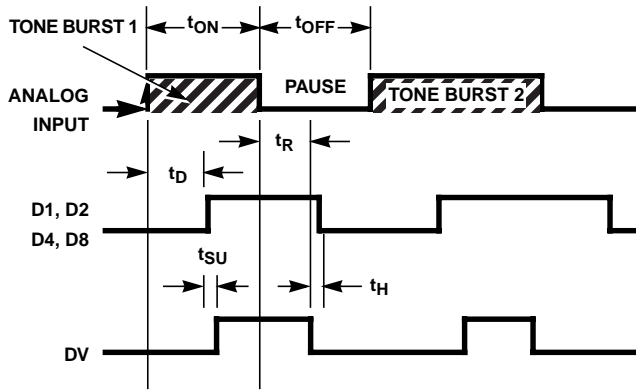 tON
tOFF
TONE BURST 1
ANALOG
INPUT
PAUSE
TONE BURST 2
tR
tD
D1, D2
D4, D8
tSU
tH
DV